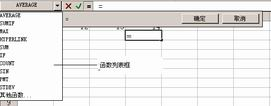 AVERAGE =
AVERAGE
SUMIF
MAX
HYPERLINK
SUM
IF
COUNT
SIN
PMT
STDEV
其他函数...
=
确定
取消
=
函数列表框
9